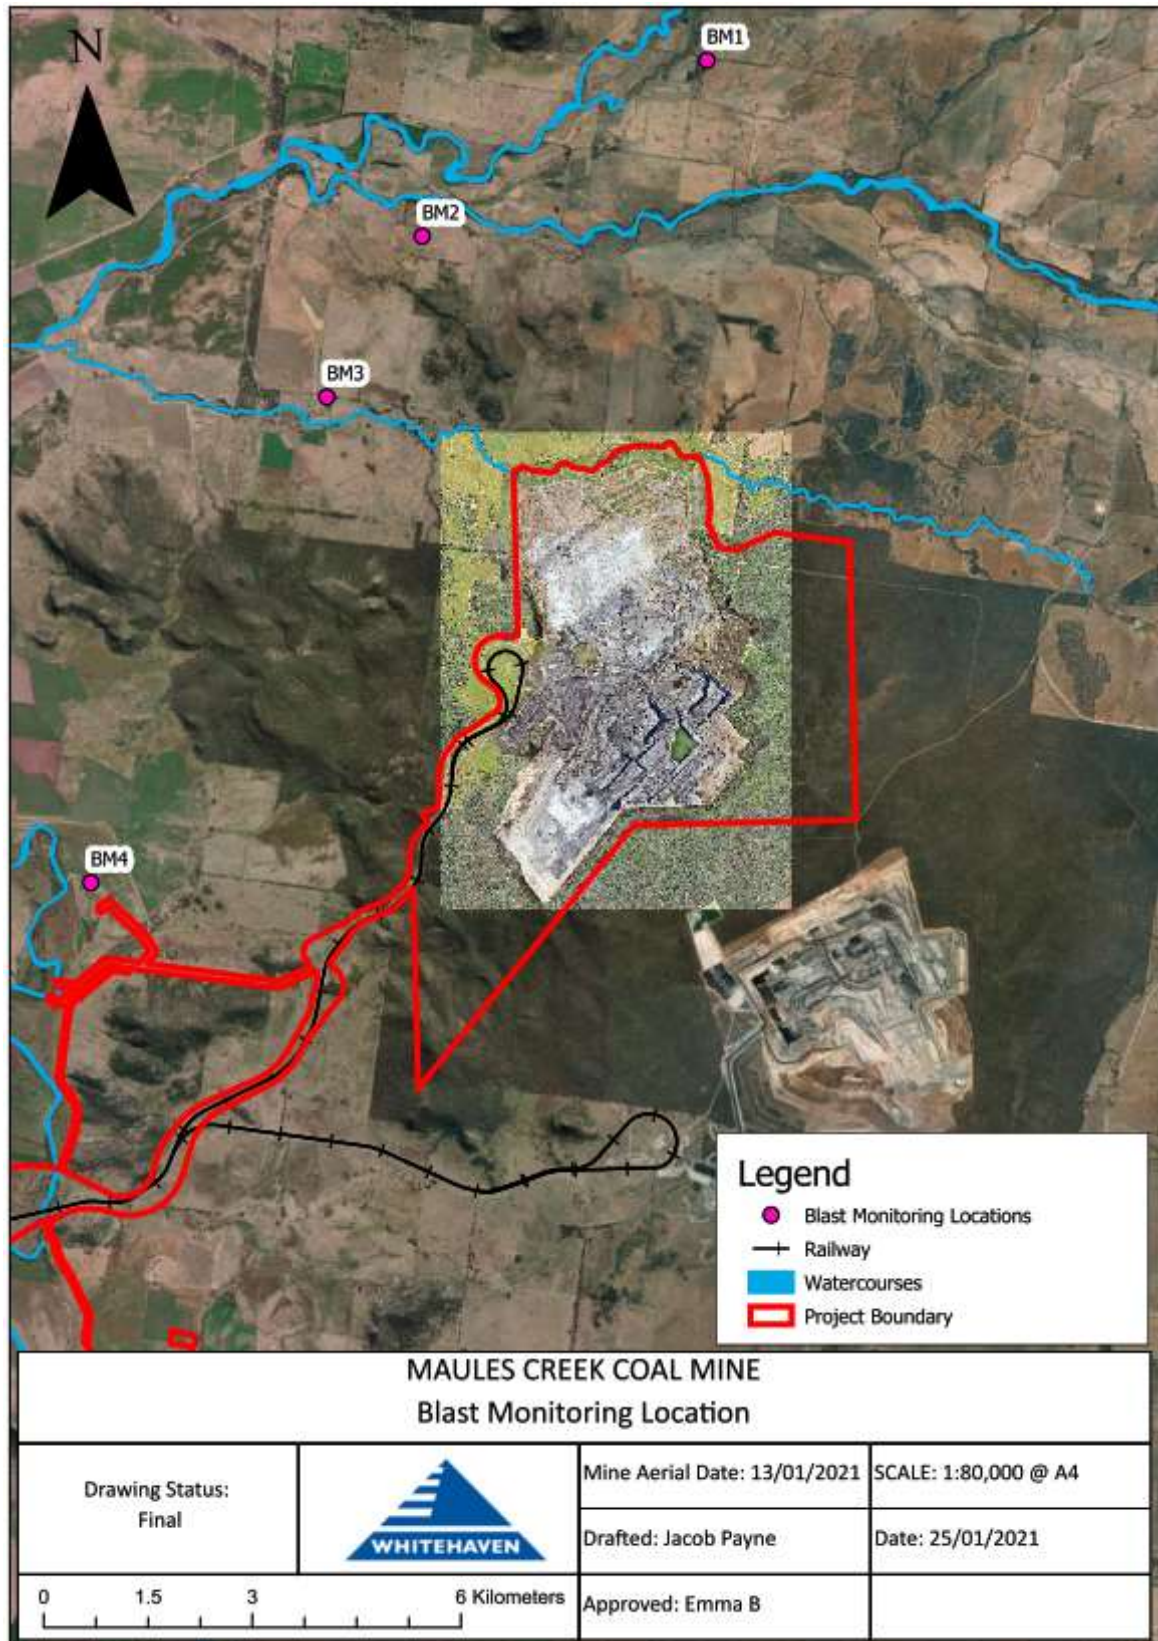 N
BM1
BM2
BM3
BM4
Legend
Blast Monitoring Locations
Railway
Watercourses
Project Boundary
MAULES CREEK COAL MINE
Blast Monitoring Location
Drawing Status:
Final
WHITEHAVEN
Mine Aerial Date: 13/01/2021
SCALE: 1:80,000 @ A4
Drafted: Jacob Payne
Date: 25/01/2021
0 1.5 3 6 Kilometers
Approved: Emma B